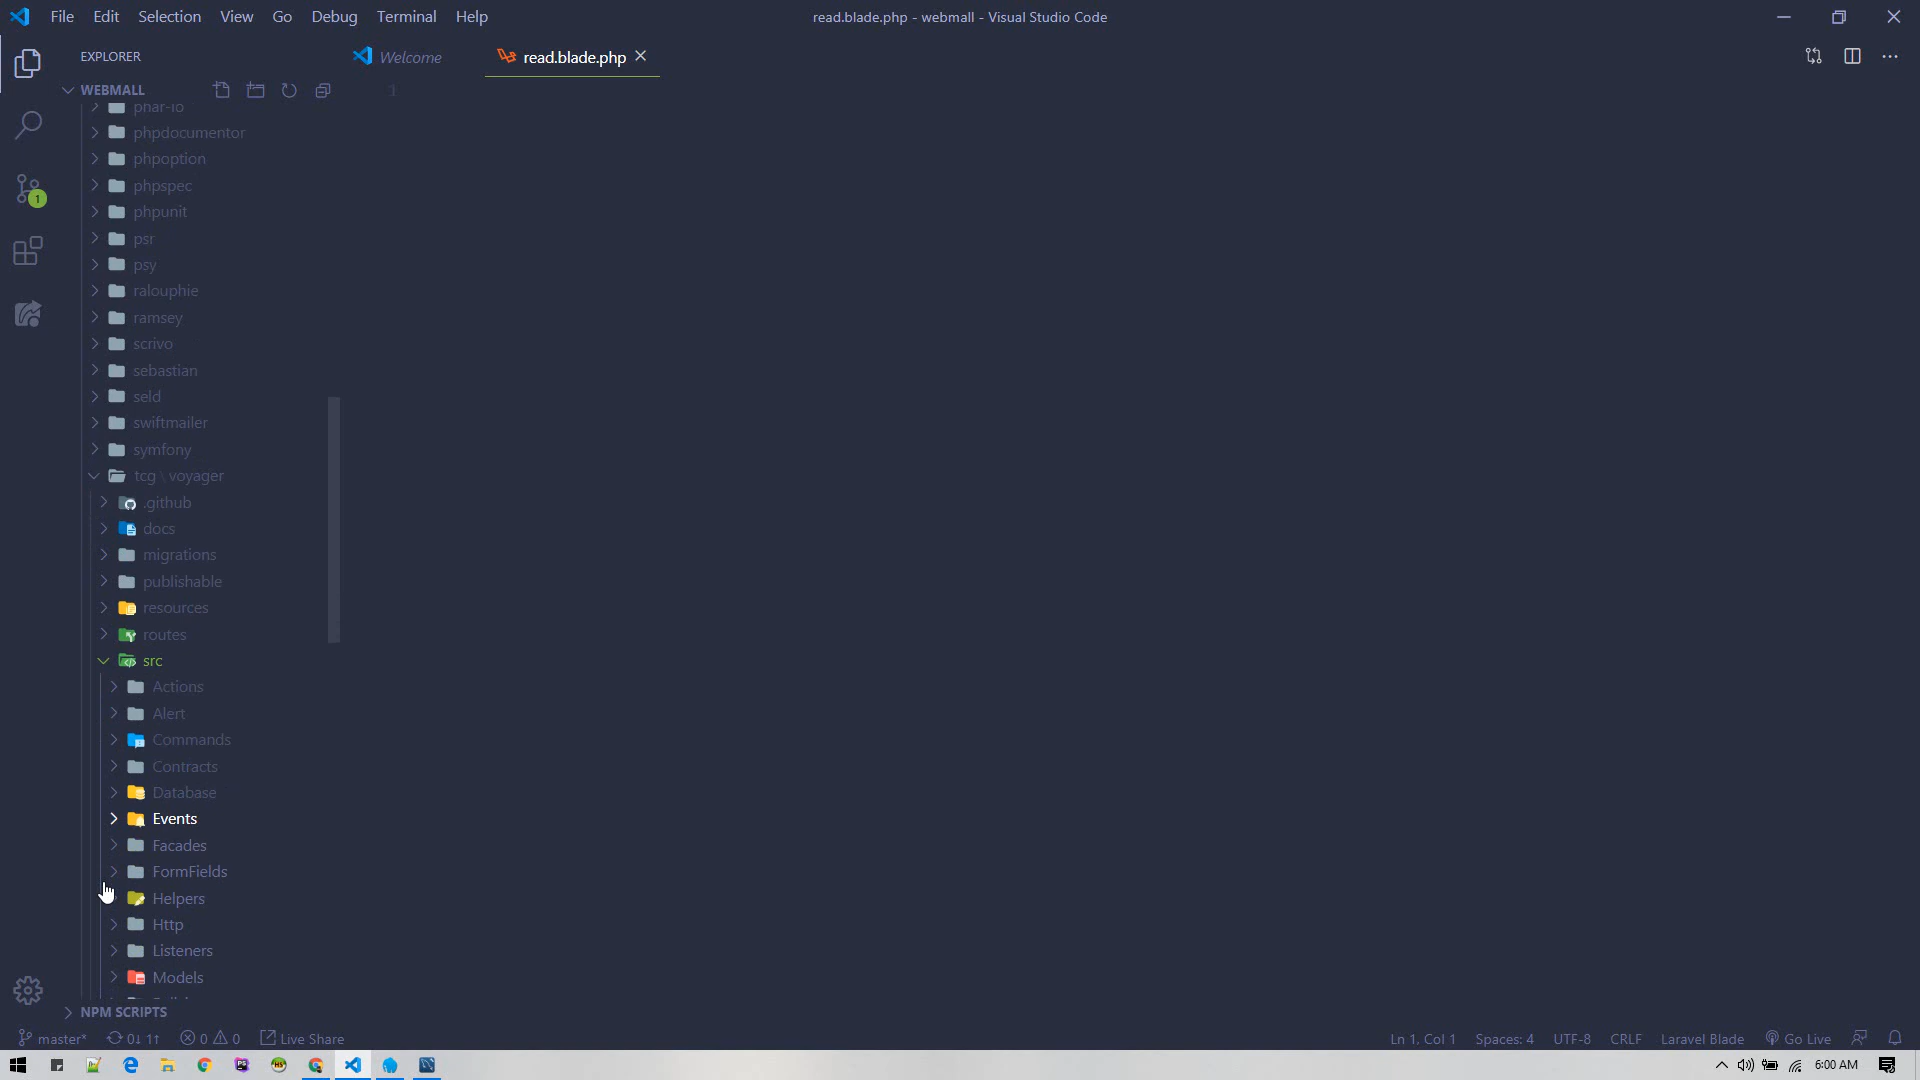 File Edit Selection View Go Debug Terminal Help
read.blade.php - webmall - Visual Studio Code
EXPLORER
Welcome
read.blade.php
WEBMALL
1
phar-io
phpdocumentor
phpoption
phpspec
phpunit
psr
psy
ralouphie
ramsey
scrivo
sebastian
seld
swiftmailer
symfony
tcg \ voyager
.github
docs
migrations
publishable
resources
routes
src
Actions
Alert
Commands
Contracts
Database
Events
Facades
FormFields
Helpers
Http
Listeners
Models
NPM SCRIPTS
1
master* 0↓ 1↑ 0 0 Live Share
Ln 1, Col 1 Spaces: 4 UTF-8 CRLF Laravel Blade Go Live
6:00 AM